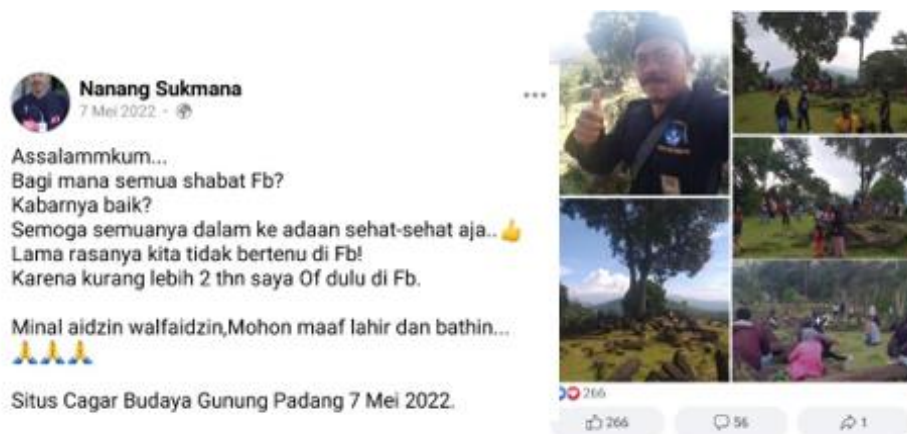 Nanang Sukmana
7 Mei 2022
Assalammkum...
Bagi mana semua shabat Fb?
Kabarnya baik?
Semoga semuanya dalam ke adaan sehat-sehat aja..👍
Lama rasanya kita tidak bertenu di Fb!
Karena kurang lebih 2 thn saya Of dulu di Fb.
Minal aidzin walfaidzin,Mohon maaf lahir dan bathin...
🙏🙏🙏
Situs Cagar Budaya Gunung Padang 7 Mei 2022.
266
266
56
1